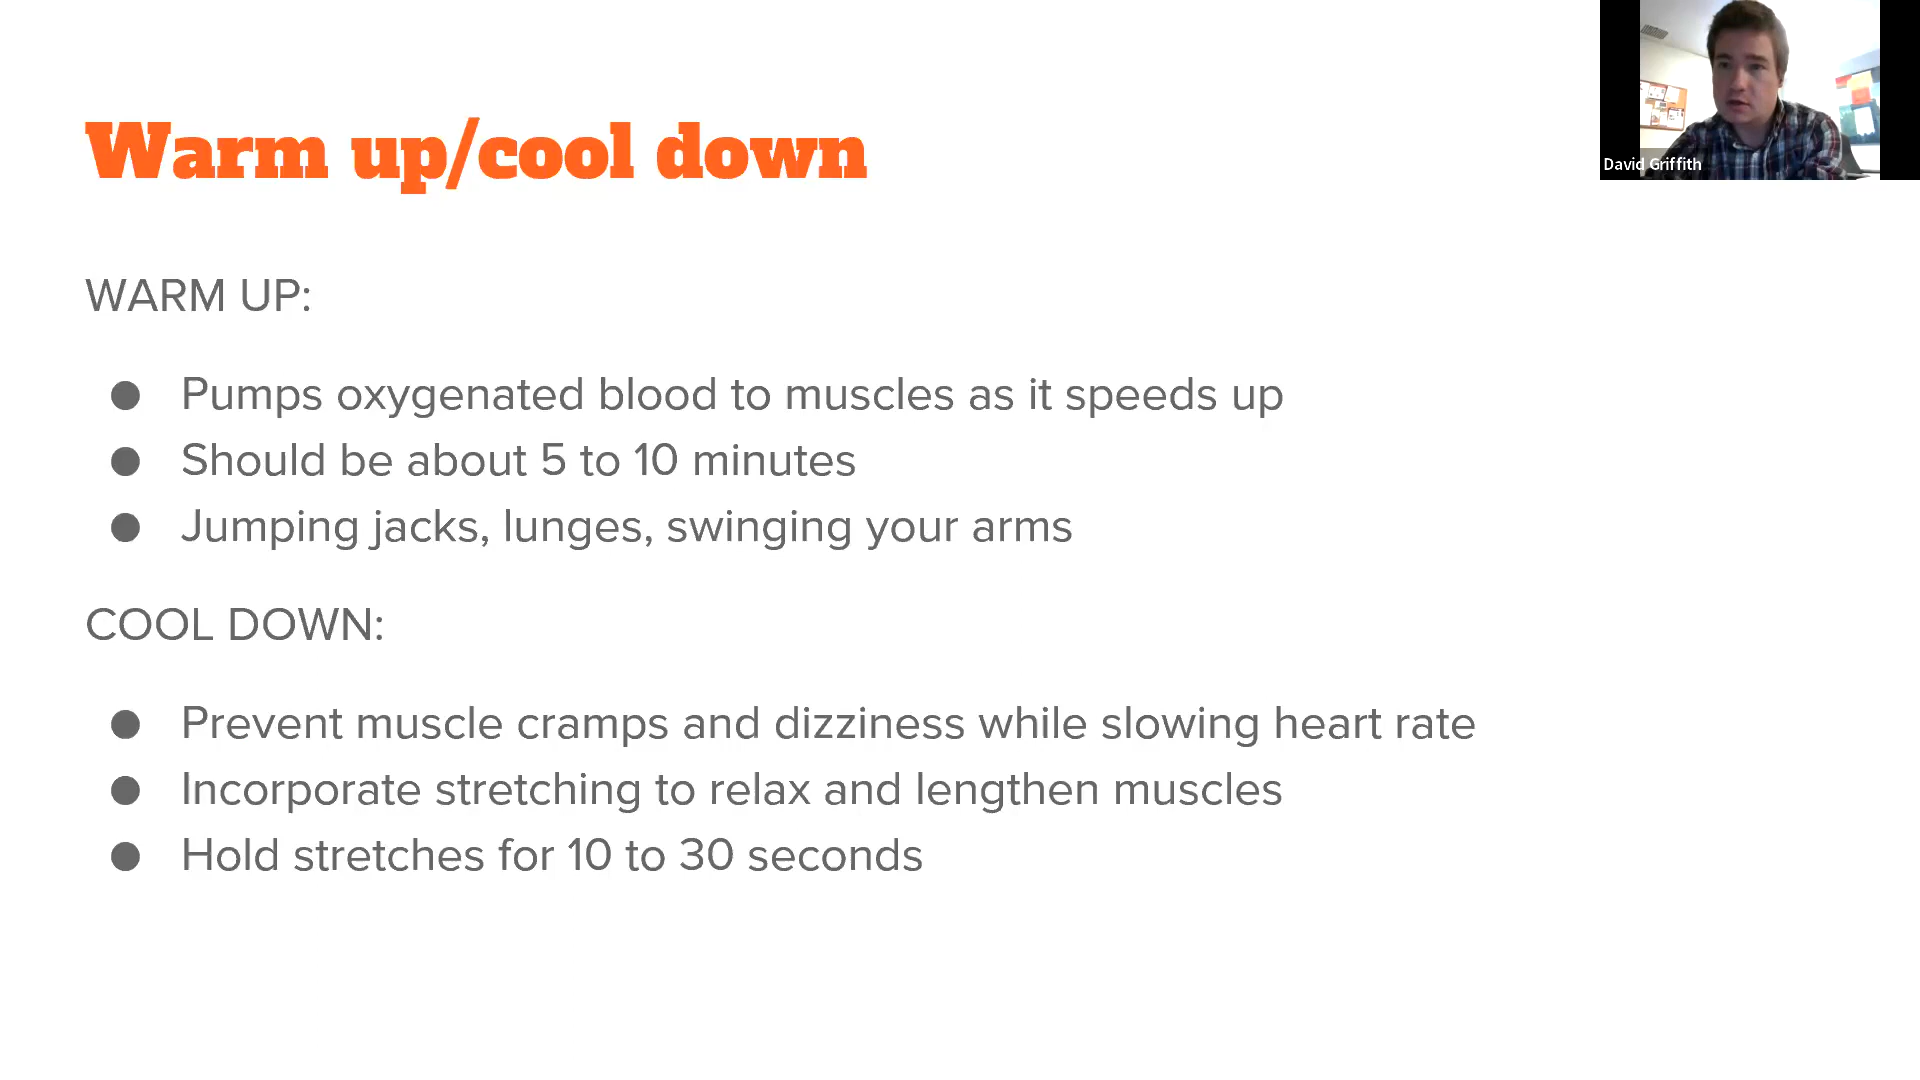 Warm up/cool down
David Griffith
WARM UP:
● Pumps oxygenated blood to muscles as it speeds up
● Should be about 5 to 10 minutes
● Jumping jacks, lunges, swinging your arms
COOL DOWN:
● Prevent muscle cramps and dizziness while slowing heart rate
● Incorporate stretching to relax and lengthen muscles
● Hold stretches for 10 to 30 seconds